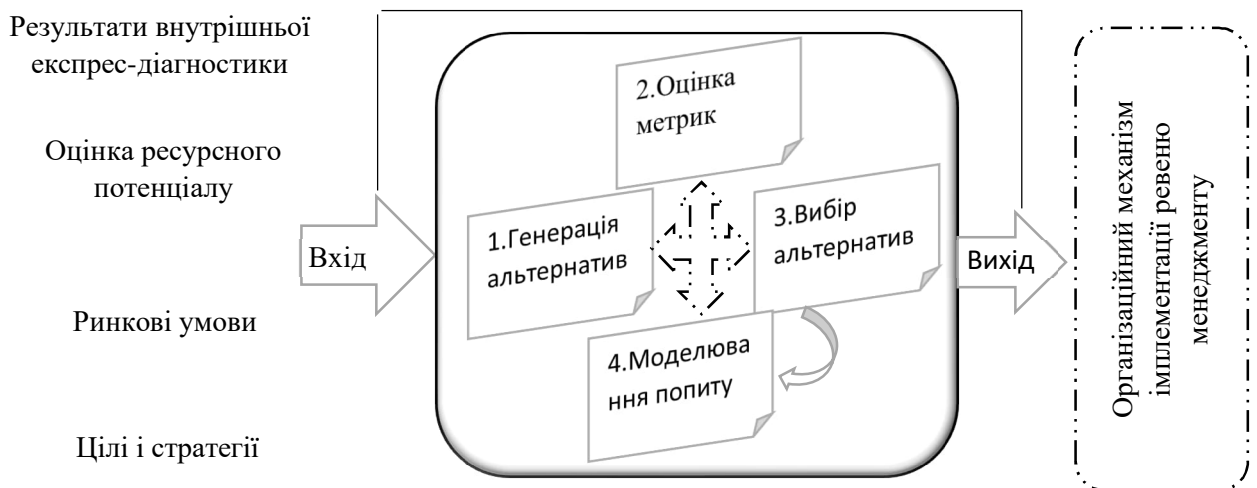 Результати внутрішньої
експрес-діагностики
Оцінка ресурсного
потенціалу
Ринкові умови
Цілі і стратегії
Вхід
2.Оцінка
метрик
1.Генерація
альтернатив
3.Вибір
альтернатив
4.Моделюва
ння попиту
Вихід
Організаційний механізм
імплементації ревеню
менеджменту